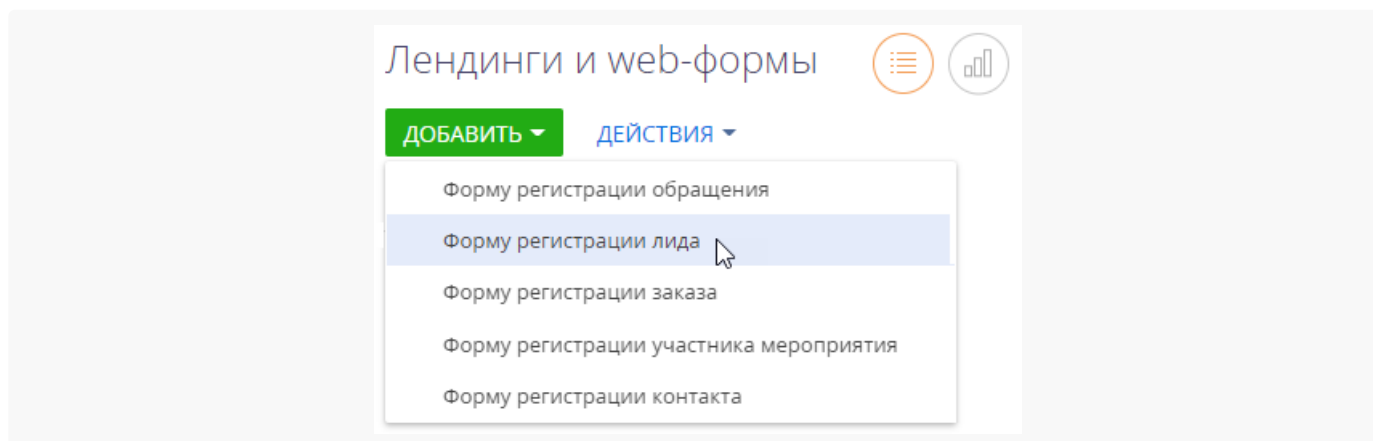 Лендинги и web-формы
ДОБАВИТЬ ДЕЙСТВИЯ
Форму регистрации обращения
Форму регистрации лида
Форму регистрации заказа
Форму регистрации участника мероприятия
Форму регистрации контакта